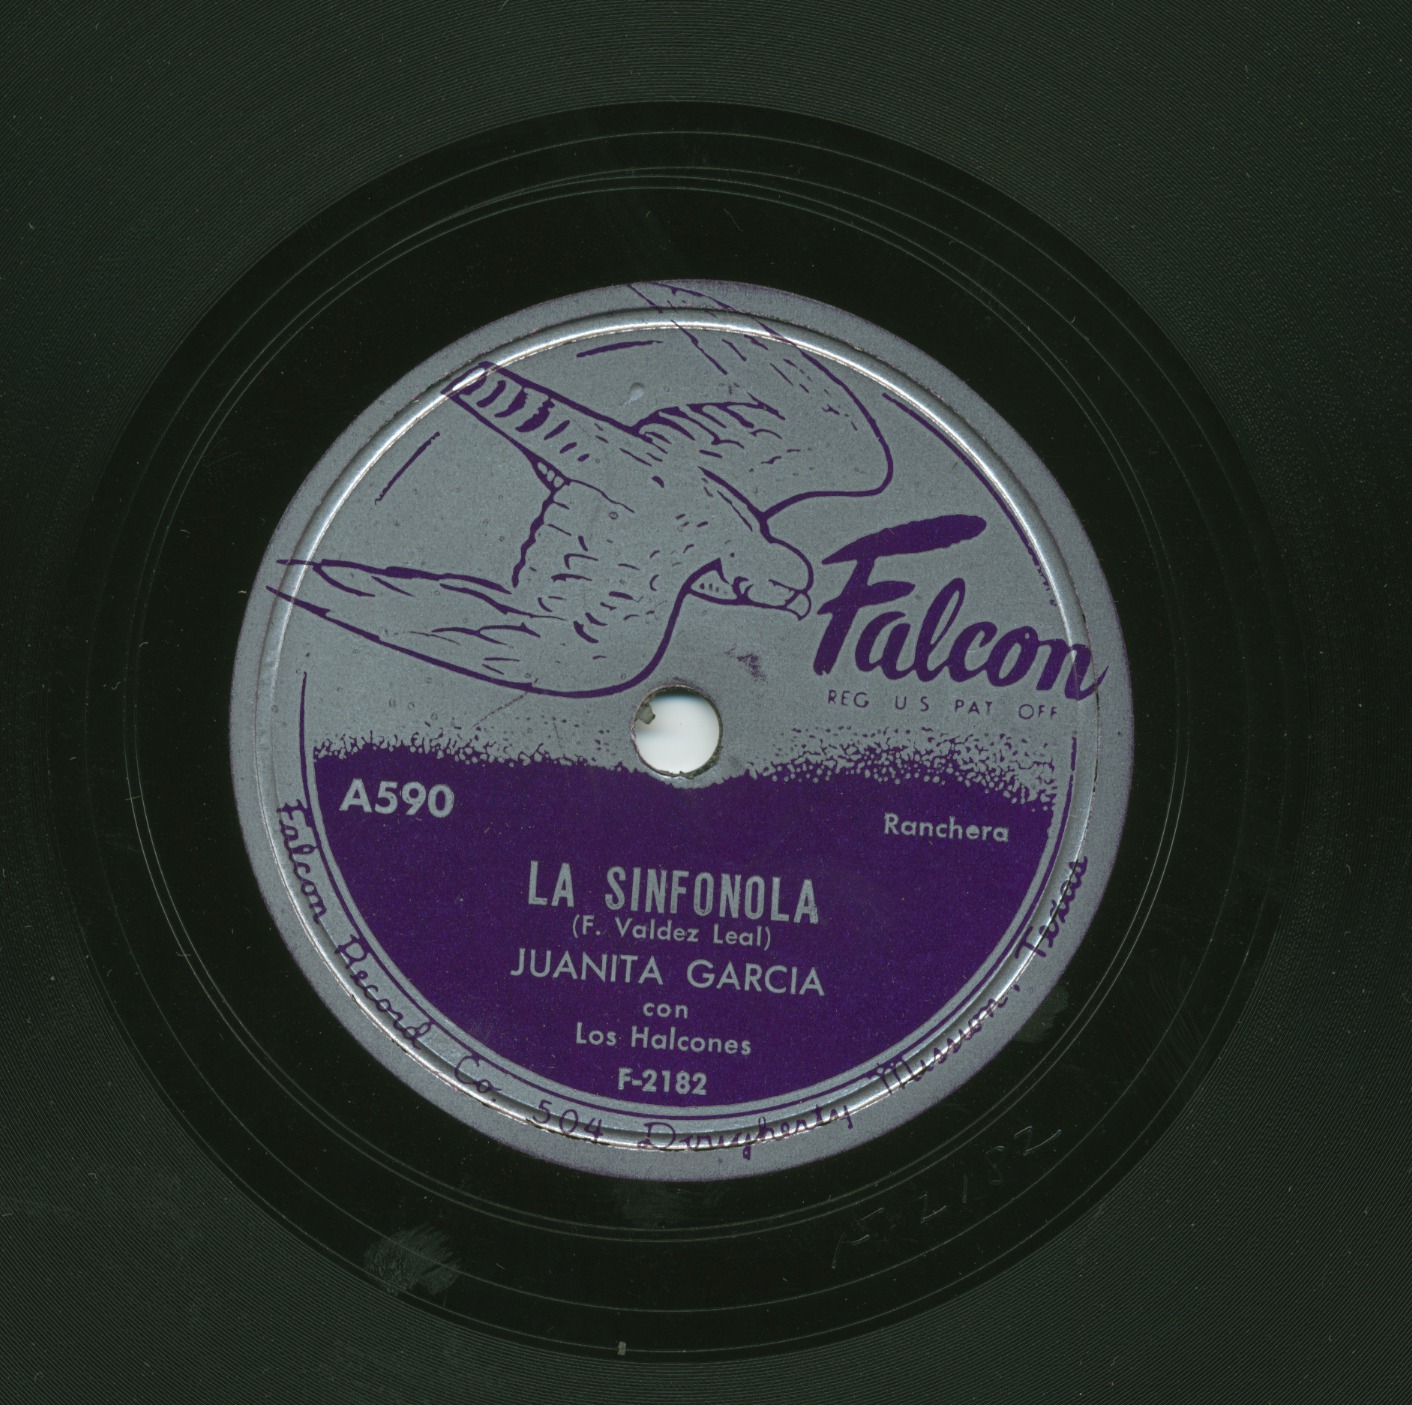 Falcon
REG U S PAT OFF
A590
Ranchera
LA SINFONOLA
(F. Valdez Leal)
JUANITA GARCIA
con
Los Halcones
F-2182
Falcon Record Co. 504 Dougherty Mission, Texas
F-2182